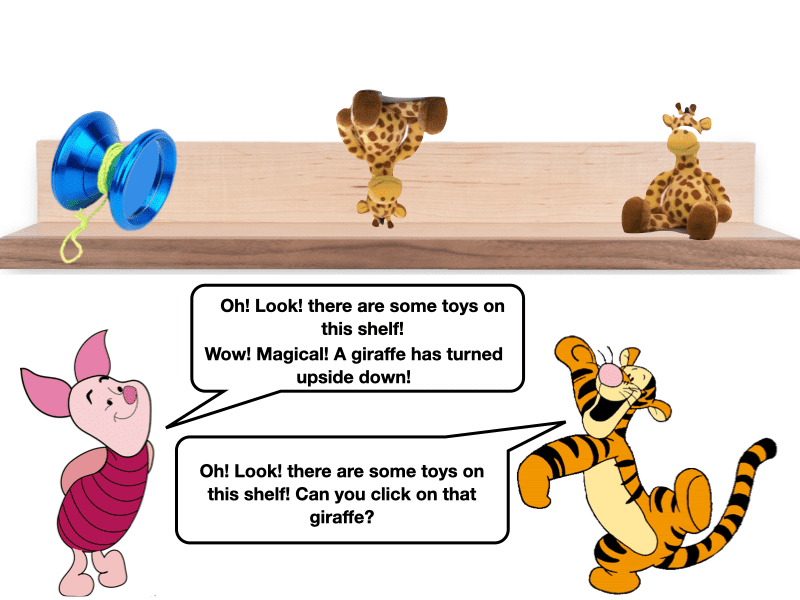 Oh! Look! there are some toys on
this shelf!
Wow! Magical! A giraffe has turned
upside down!
Oh! Look! there are some toys on
this shelf! Can you click on that
giraffe?